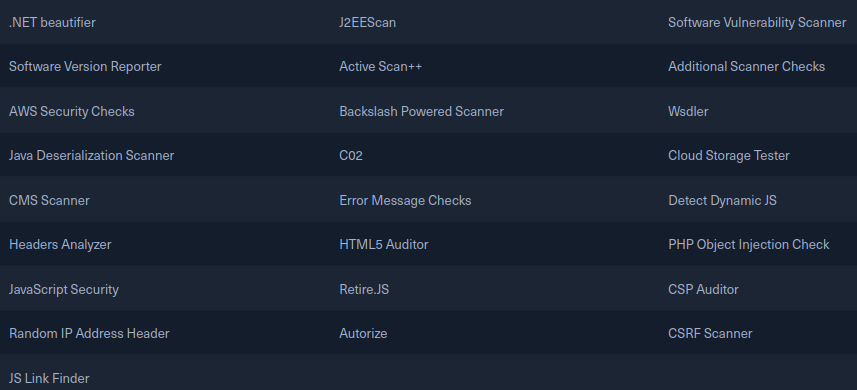 .NET beautifier J2EEScan Software Vulnerability Scanner
Software Version Reporter Active Scan++ Additional Scanner Checks
AWS Security Checks Backslash Powered Scanner Wsdler
Java Deserialization Scanner C02 Cloud Storage Tester
CMS Scanner Error Message Checks Detect Dynamic JS
Headers Analyzer HTML5 Auditor PHP Object Injection Check
JavaScript Security Retire.JS CSP Auditor
Random IP Address Header Autorize CSRF Scanner
JS Link Finder